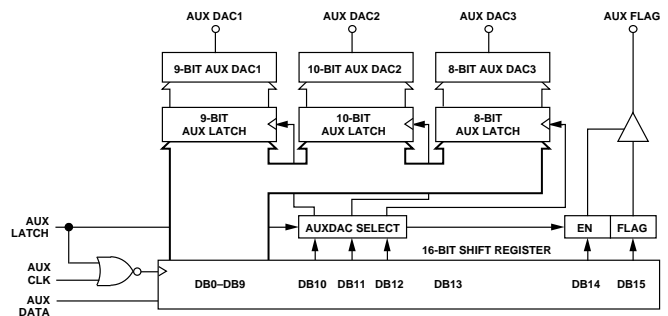 AUX DAC1
AUX DAC2
AUX DAC3
AUX FLAG
9-BIT AUX DAC1
10-BIT AUX DAC2
8-BIT AUX DAC3
9-BIT
AUX LATCH
10-BIT
AUX LATCH
8-BIT
AUX LATCH
AUX
LATCH
AUXDAC SELECT
EN
FLAG
16-BIT SHIFT REGISTER
AUX
CLK
DB0–DB9
DB10
DB11
DB12
DB13
DB14
DB15
AUX
DATA